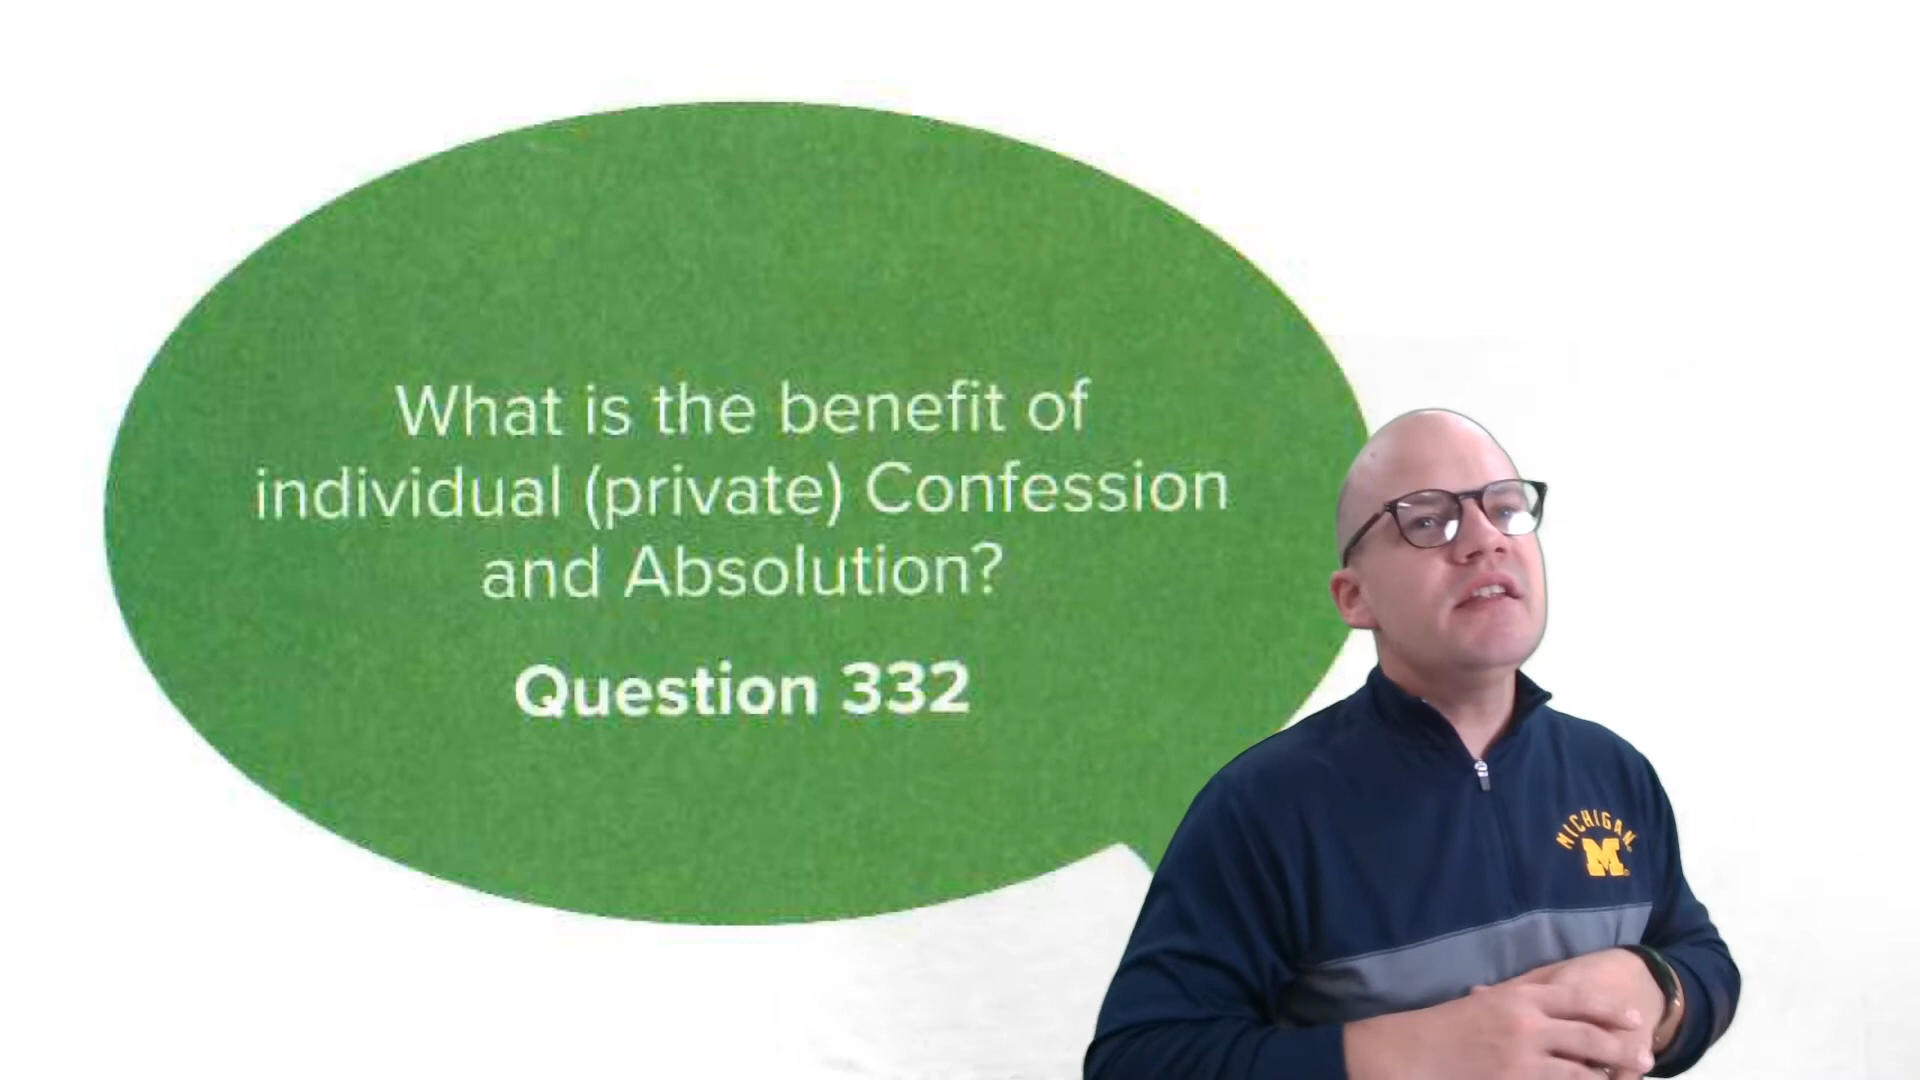 What is the benefit of
individual (private) Confession
and Absolution?
Question 332
MICHIGAN
M